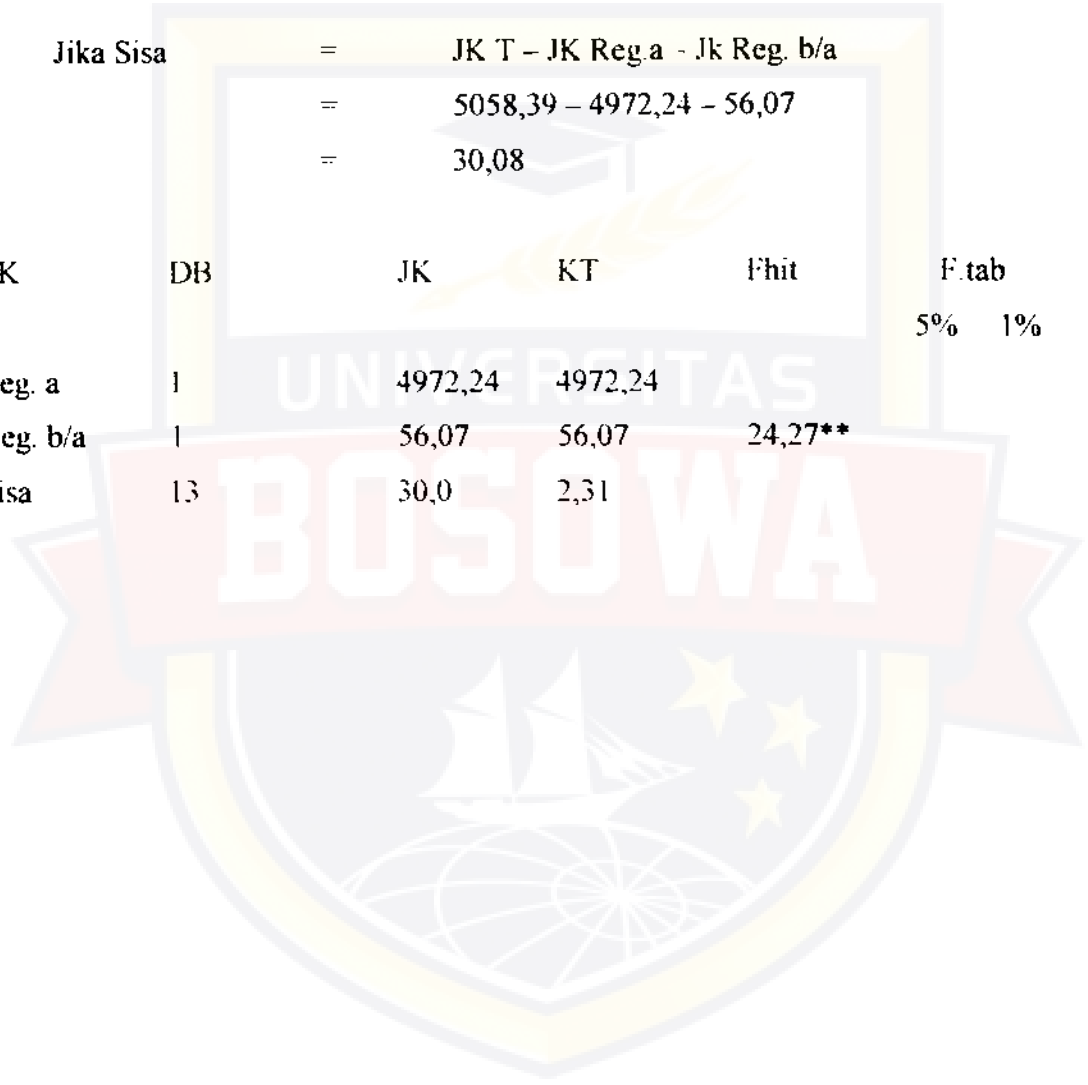 Jika Sisa = JK T – JK Reg.a - Jk Reg. b/a
= 5058,39 – 4972,24 – 56,07
= 30,08
K DB JK KT Fhit F.tab
5% 1%
eg. a 1 4972,24 4972,24
eg. b/a 1 56,07 56,07 24,27**
isa 13 30,0 2,31
UNIVERSITAS
BOSOWA